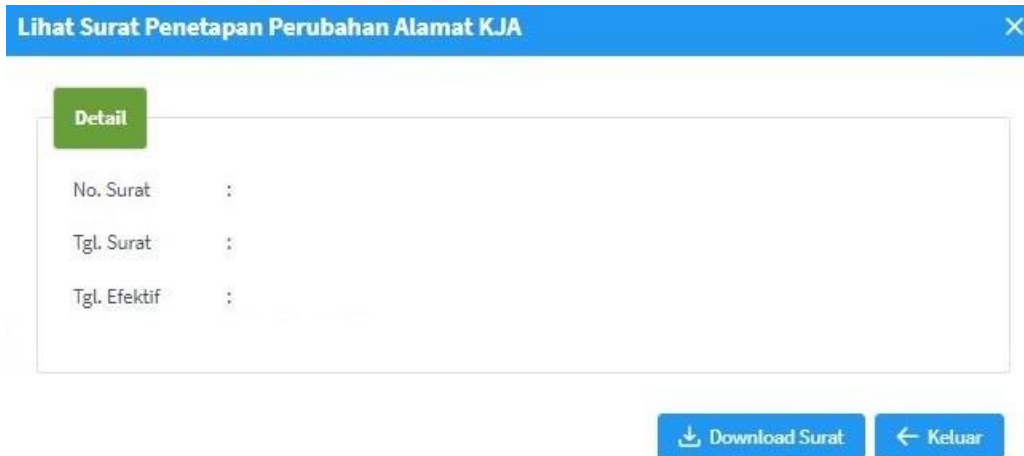 Lihat Surat Penetapan Perubahan Alamat KJA
Detail
No. Surat :
Tgl. Surat :
Tgl. Efektif :
Download Surat
Keluar